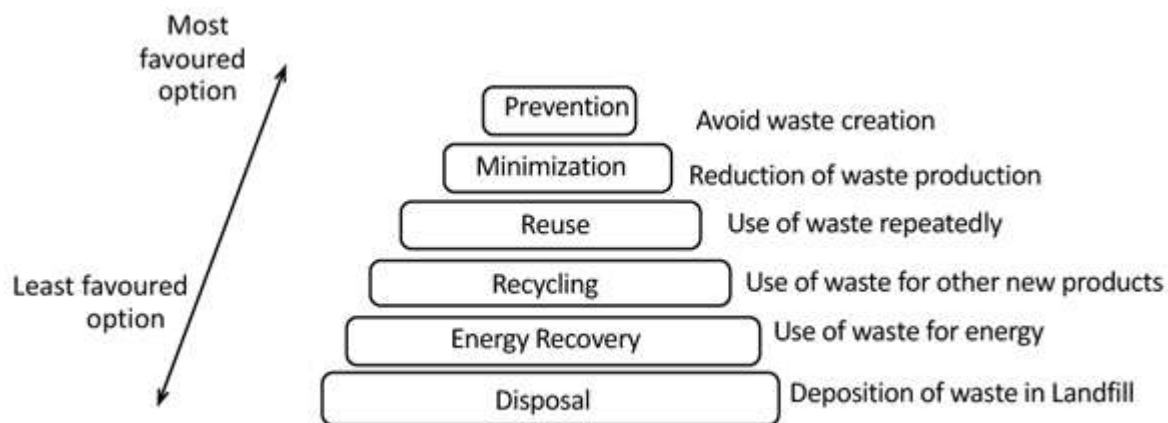 Most
favoured
option
Prevention
Avoid waste creation
Minimization
Reduction of waste production
Reuse
Use of waste repeatedly
Least favoured
option
Recycling
Use of waste for other new products
Energy Recovery
Use of waste for energy
Disposal
Deposition of waste in Landfill